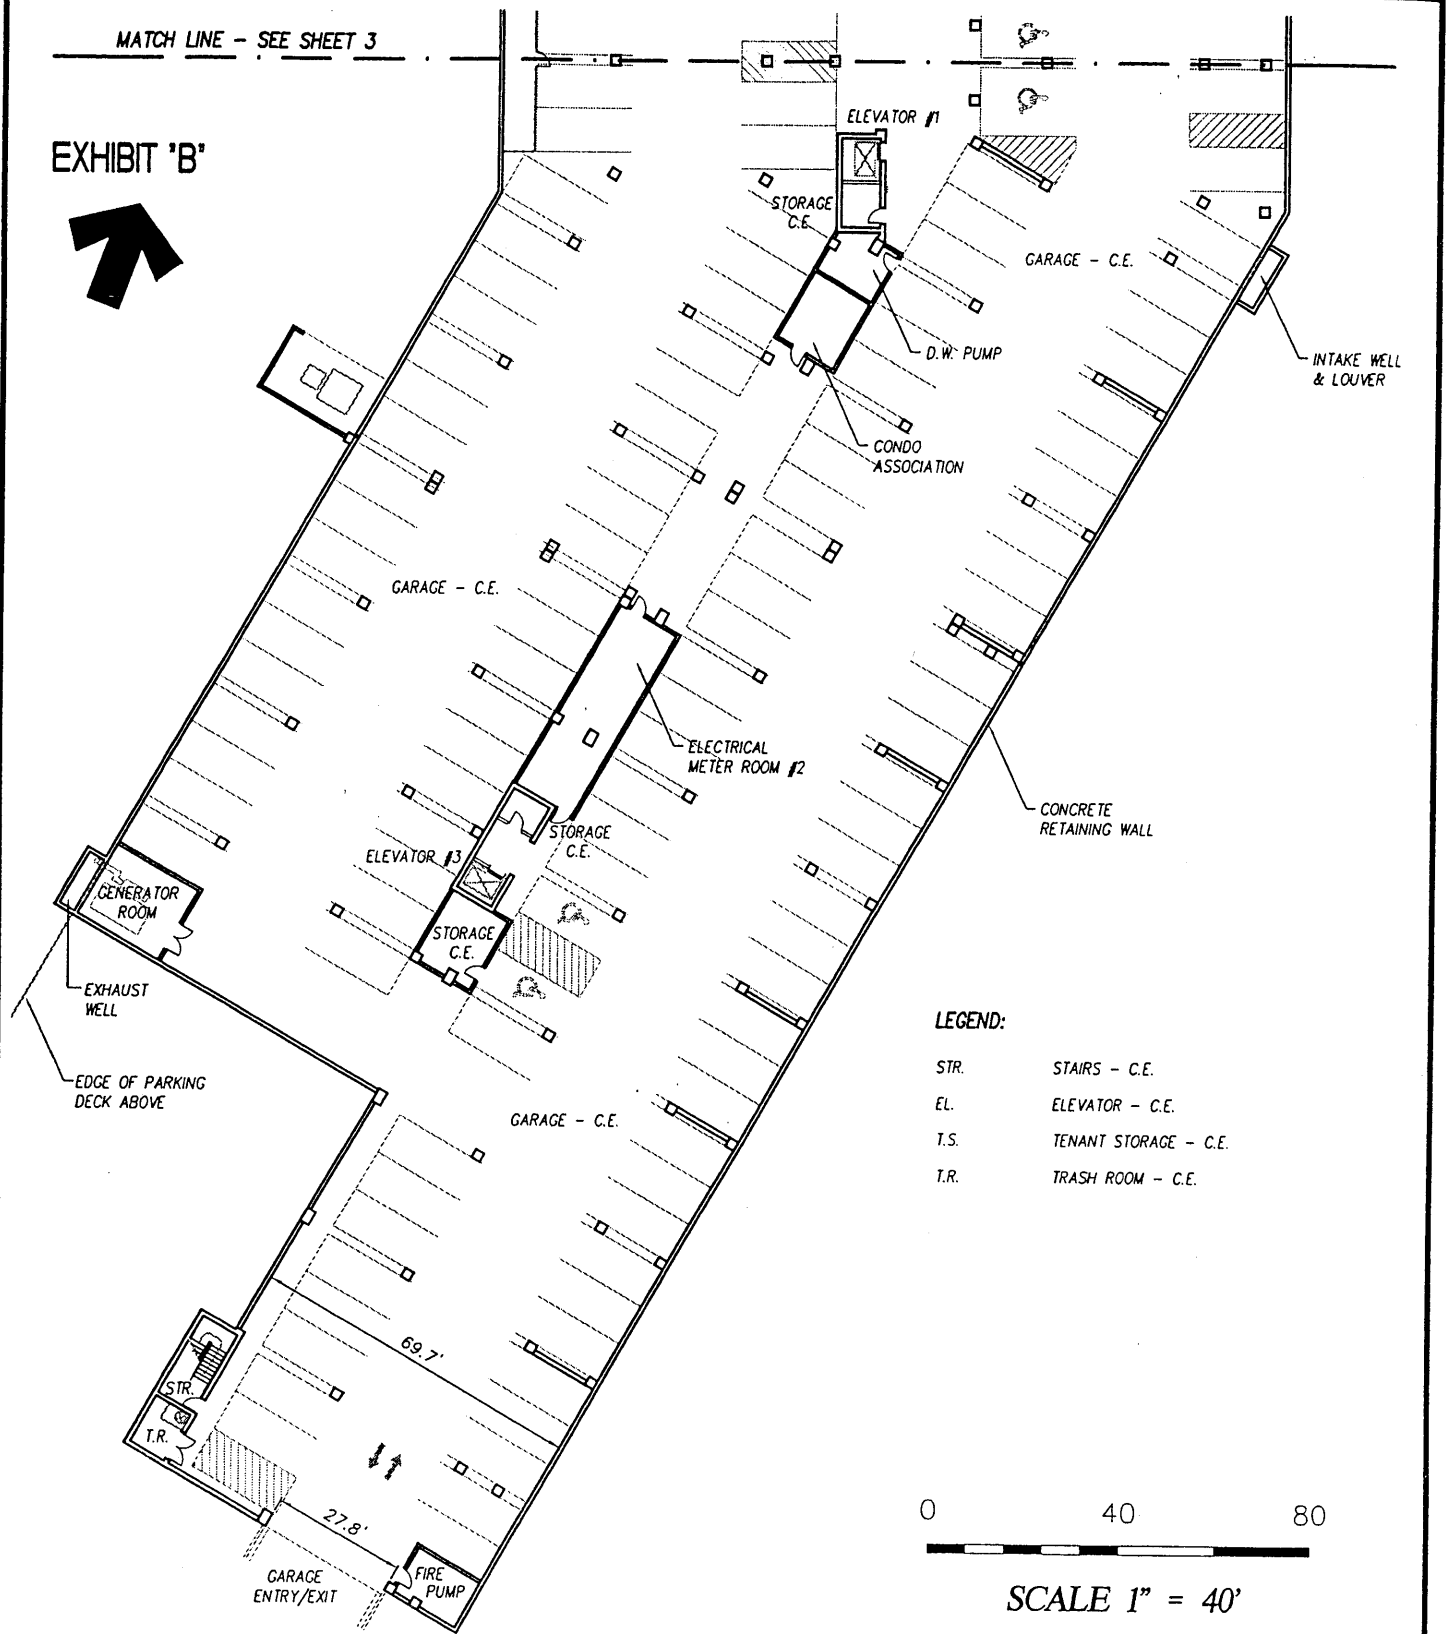 MATCH LINE - SEE SHEET 3
EXHIBIT "B"
ELEVATOR #1
STORAGE
C.E.
GARAGE - C.E.
D.W. PUMP
INTAKE WELL
& LOUVER
CONDO
ASSOCIATION
GARAGE - C.E.
ELECTRICAL
METER ROOM #2
CONCRETE
RETAINING WALL
STORAGE
C.E.
ELEVATOR #3
GENERATOR
ROOM
STORAGE
C.E.
EXHAUST
WELL
EDGE OF PARKING
DECK ABOVE
GARAGE - C.E.
LEGEND:
STR. STAIRS - C.E.
EL. ELEVATOR - C.E.
T.S. TENANT STORAGE - C.E.
T.R. TRASH ROOM - C.E.
69.7'
STR.
T.R.
27.8'
GARAGE
ENTRY/EXIT
FIRE
PUMP
0 40 80
SCALE 1" = 40'